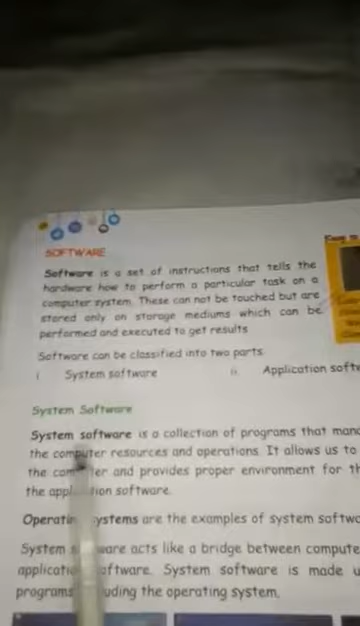 SOFTWARE
Software is a set of instructions that tells the
hardware how to perform a particular task on a
computer system. These can not be touched but are
stored only on storage mediums which can be
performed and executed to get results
Software can be classified into two parts
i System software ii. Application
System Software
System software is a collection of programs that
the computer resources and operations. It allows us to
the and provides proper environment for
the software.
are the examples of system
System acts like a bridge between
System software is made
programs the operating system.